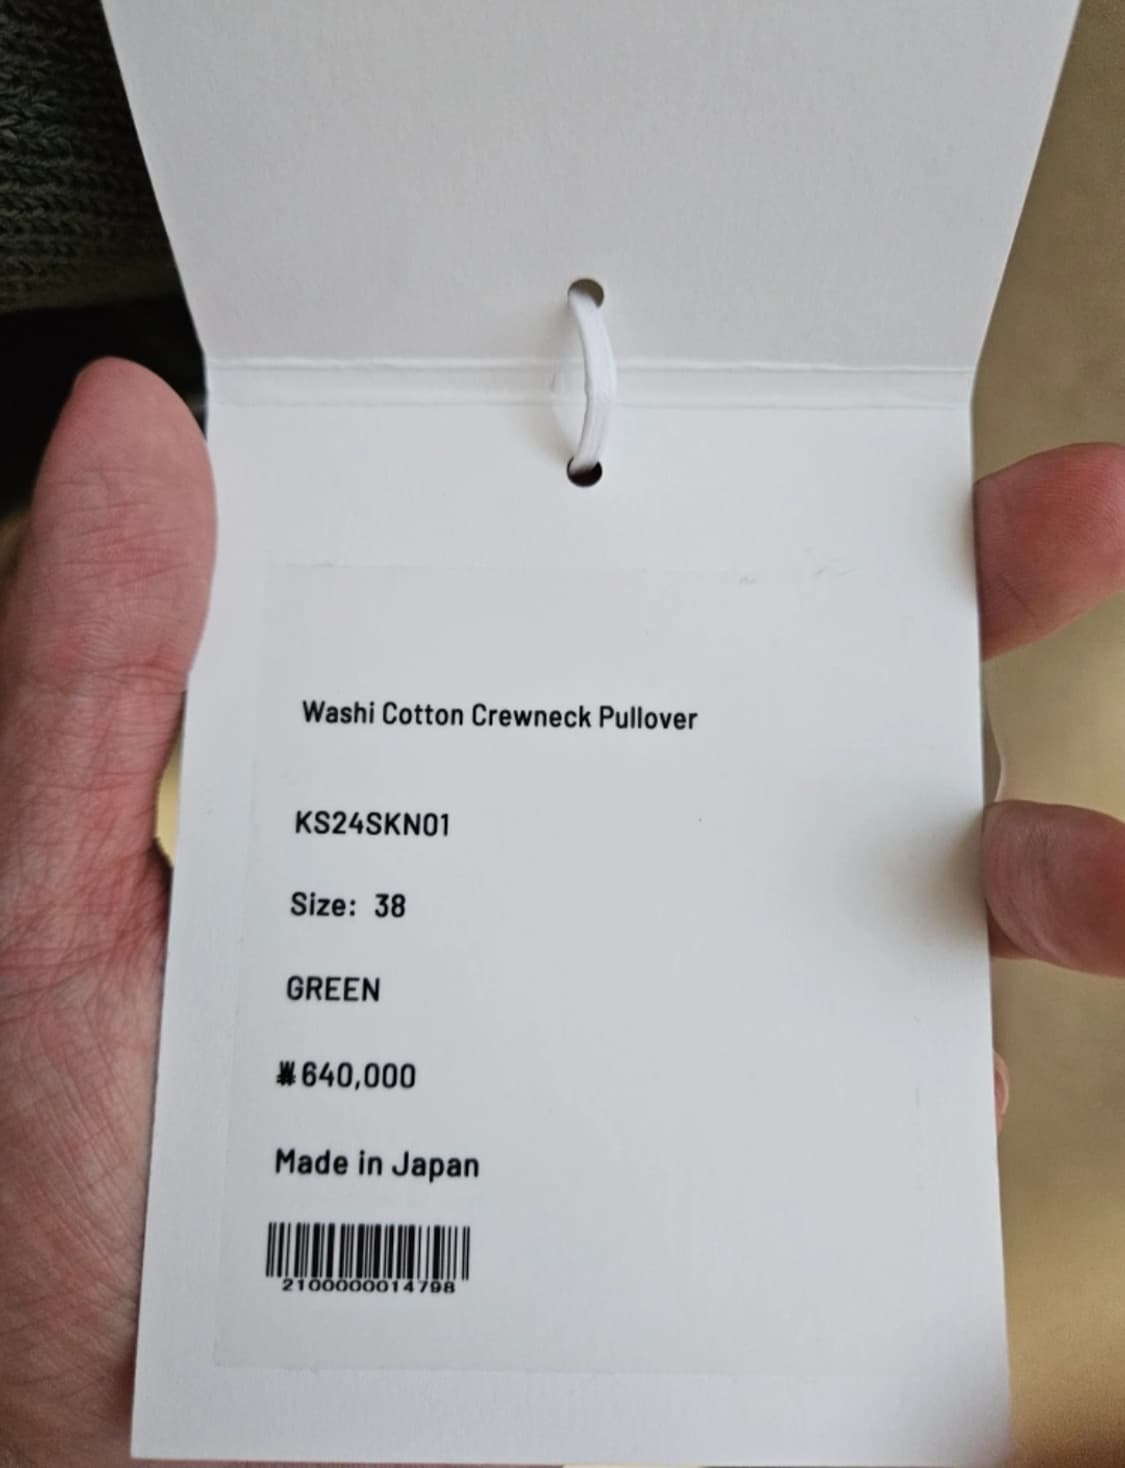 Washi Cotton Crewneck Pullover
KS24SKN01
Size: 38
GREEN
₩640,000
Made in Japan
2100000014798